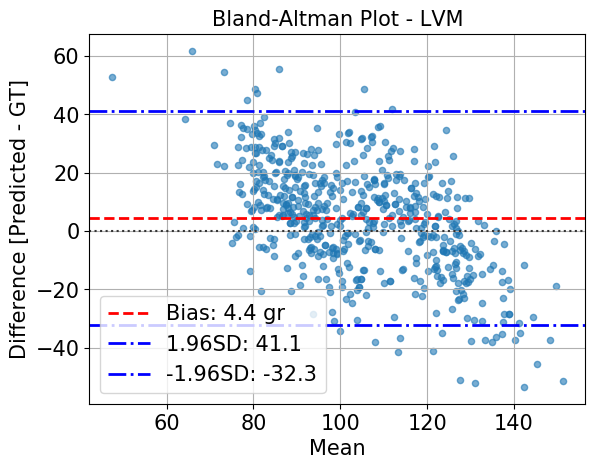 Bland-Altman Plot - LVM
Difference [Predicted - GT]
60
40
20
0
−20
−40
Bias: 4.4 gr
1.96SD: 41.1
-1.96SD: -32.3
60
80
100
120
140
Mean